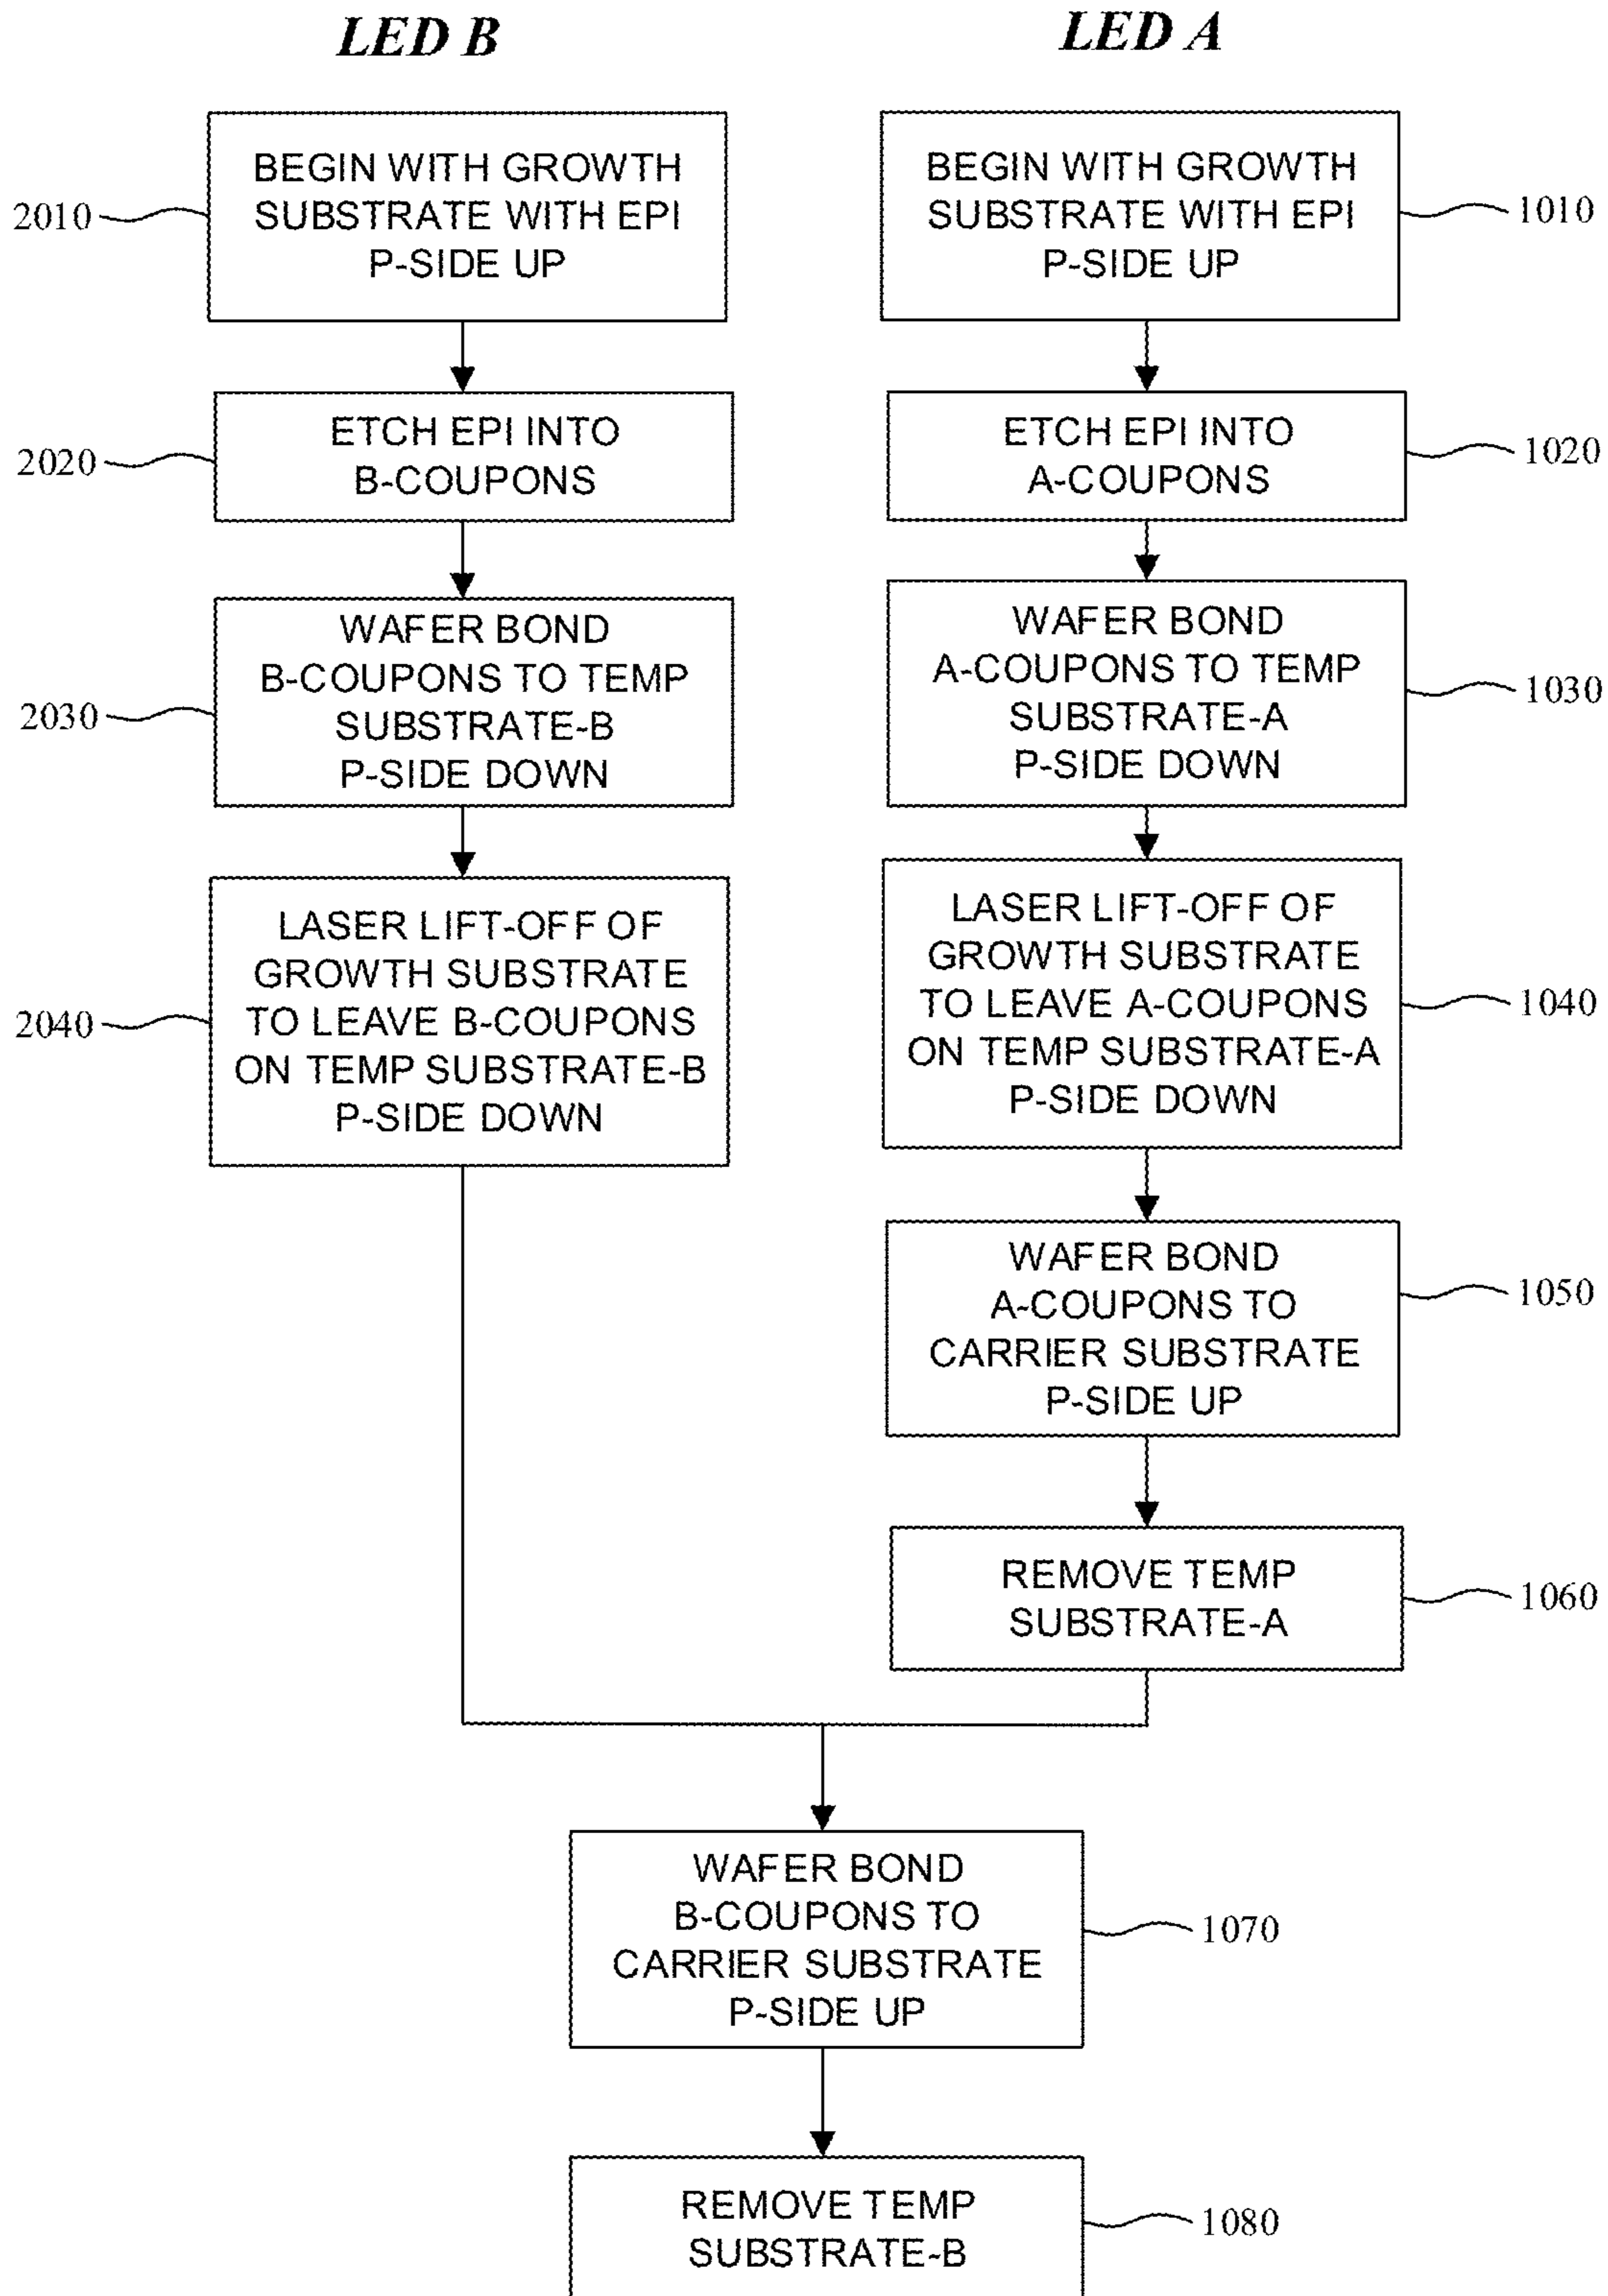 LED B
LED A
BEGIN WITH GROWTH
SUBSTRATE WITH EPI
P-SIDE UP
2010
BEGIN WITH GROWTH
SUBSTRATE WITH EPI
P-SIDE UP
1010
ETCH EPI INTO
B-COUPONS
2020
ETCH EPI INTO
A-COUPONS
1020
WAFER BOND
B-COUPONS TO TEMP
SUBSTRATE-B
P-SIDE DOWN
2030
WAFER BOND
A-COUPONS TO TEMP
SUBSTRATE-A
P-SIDE DOWN
1030
LASER LIFT-OFF OF
GROWTH SUBSTRATE
TO LEAVE B-COUPONS
ON TEMP SUBSTRATE-B
P-SIDE DOWN
2040
LASER LIFT-OFF OF
GROWTH SUBSTRATE
TO LEAVE A-COUPONS
ON TEMP SUBSTRATE-A
P-SIDE DOWN
1040
WAFER BOND
A-COUPONS TO
CARRIER SUBSTRATE
P-SIDE UP
1050
REMOVE TEMP
SUBSTRATE-A
1060
WAFER BOND
B-COUPONS TO
CARRIER SUBSTRATE
P-SIDE UP
1070
REMOVE TEMP
SUBSTRATE-B
1080